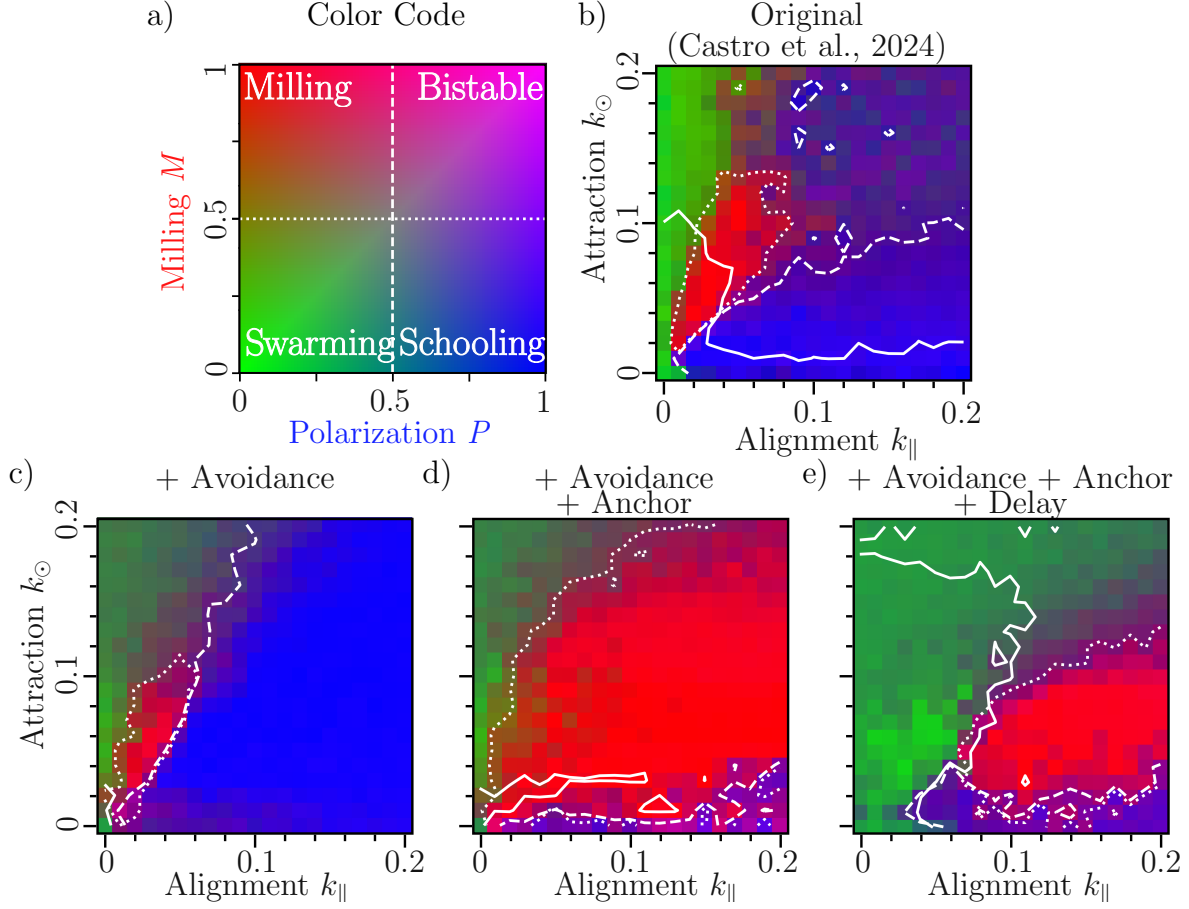 a)
Color Code
Milling
Bistable
Swarming
Schooling
Milling M
1
0.5
0
0
0.5
1
Polarization P
b)
Original
(Castro et al., 2024)
Attraction k⊙
0.2
0.1
0
0
0.1
0.2
Alignment k∥
c)
+ Avoidance
Attraction k⊙
0.2
0.1
0
0
0.1
0.2
Alignment k∥
d)
+ Avoidance
+ Anchor
0
0.1
0.2
Alignment k∥
e)
+ Avoidance + Anchor
+ Delay
0
0.1
0.2
Alignment k∥